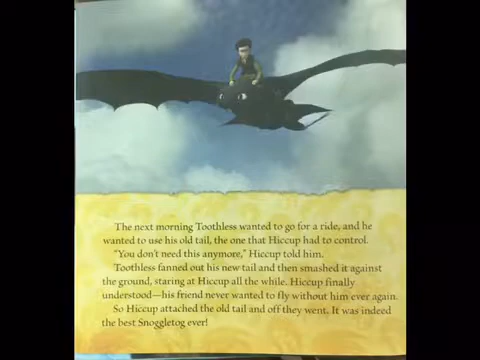 The next morning Toothless wanted to go for a ride, and he
wanted to use his old tail, the one that Hiccup had to control.
"You don't need this anymore," Hiccup told him.
Toothless fanned out his new tail and then smashed it against
the ground, staring at Hiccup all the while. Hiccup finally
understood—his friend never wanted to fly without him ever again.
So Hiccup attached the old tail and off they went. It was indeed
the best Snoggletog ever!